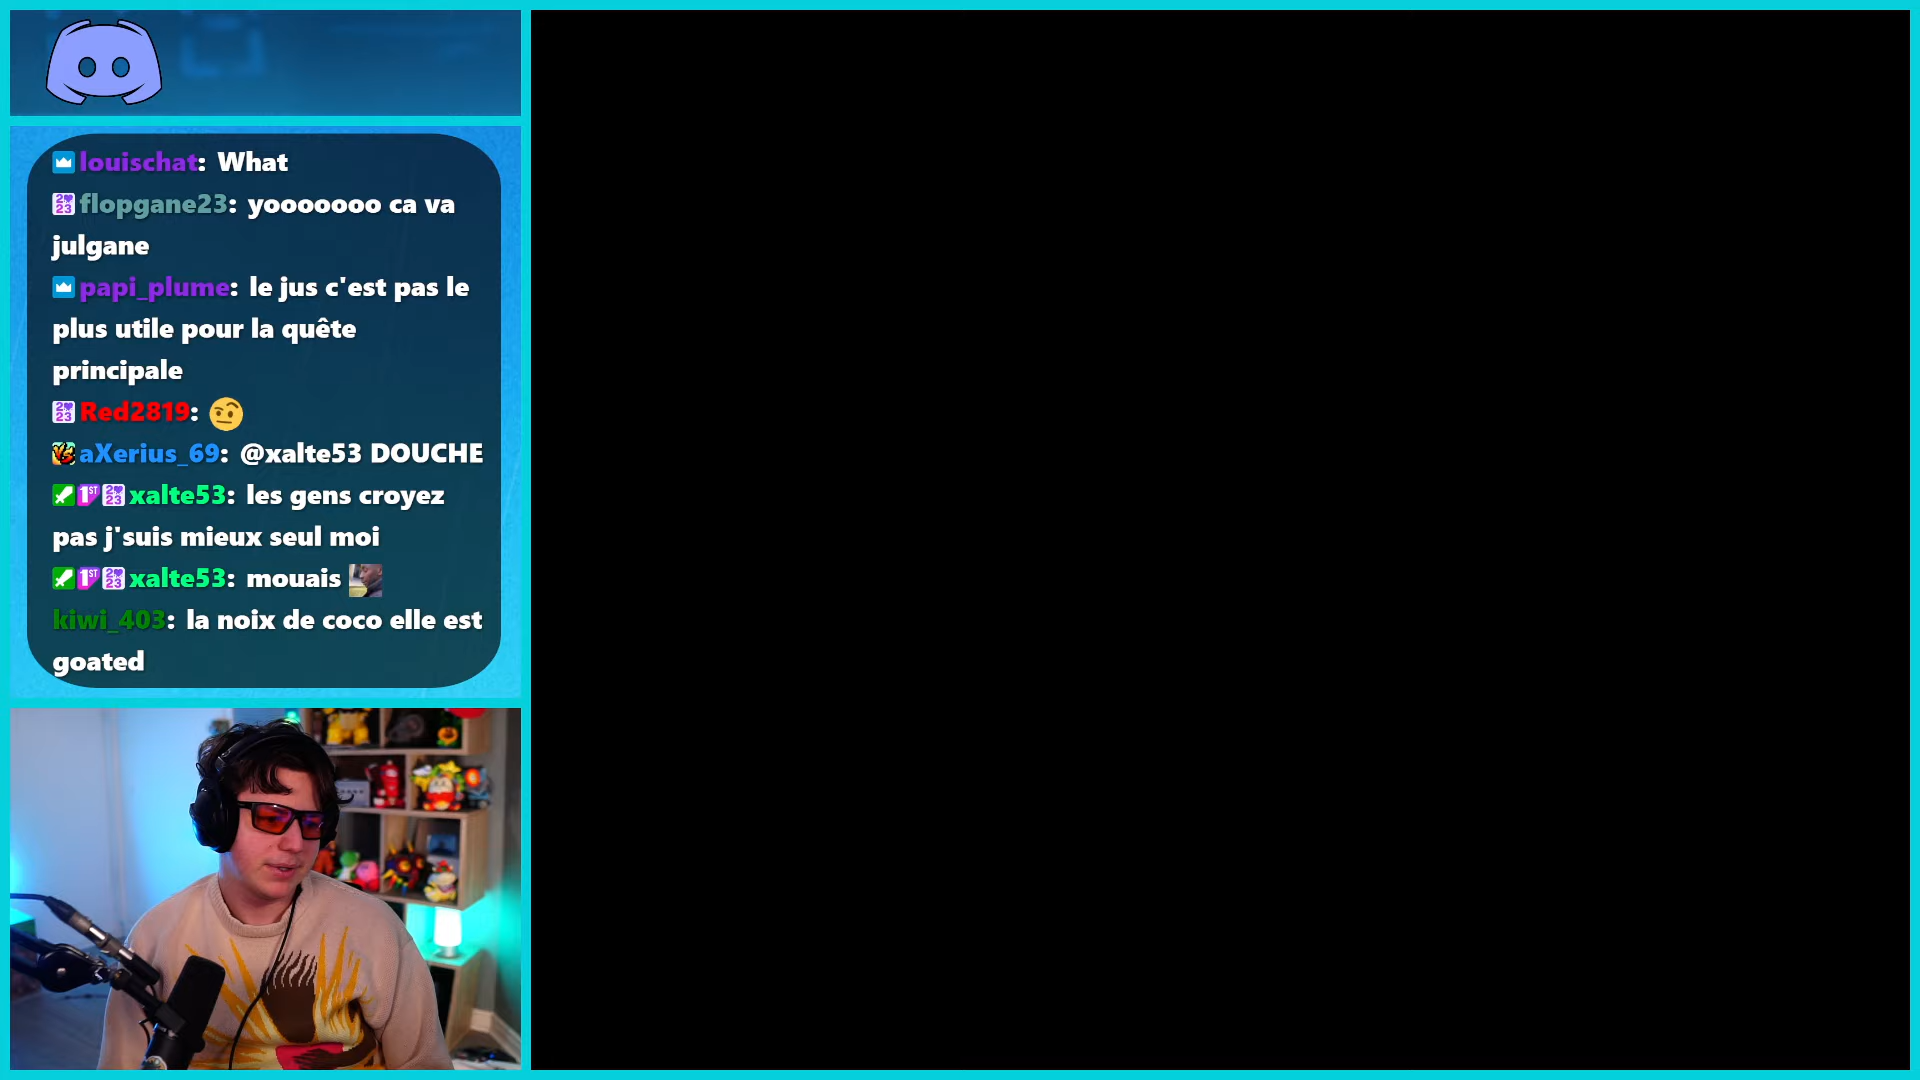 louischat: What
flopgane23: yooooooo ca va
julgane
papi_plume: le jus c'est pas le
plus utile pour la quête
principale
Red2819:
aXerius_69: @xalte53 DOUCHE
xalte53: les gens croyez
pas j'suis mieux seul moi
xalte53: mouais
kiwi_403: la noix de coco elle est
goated